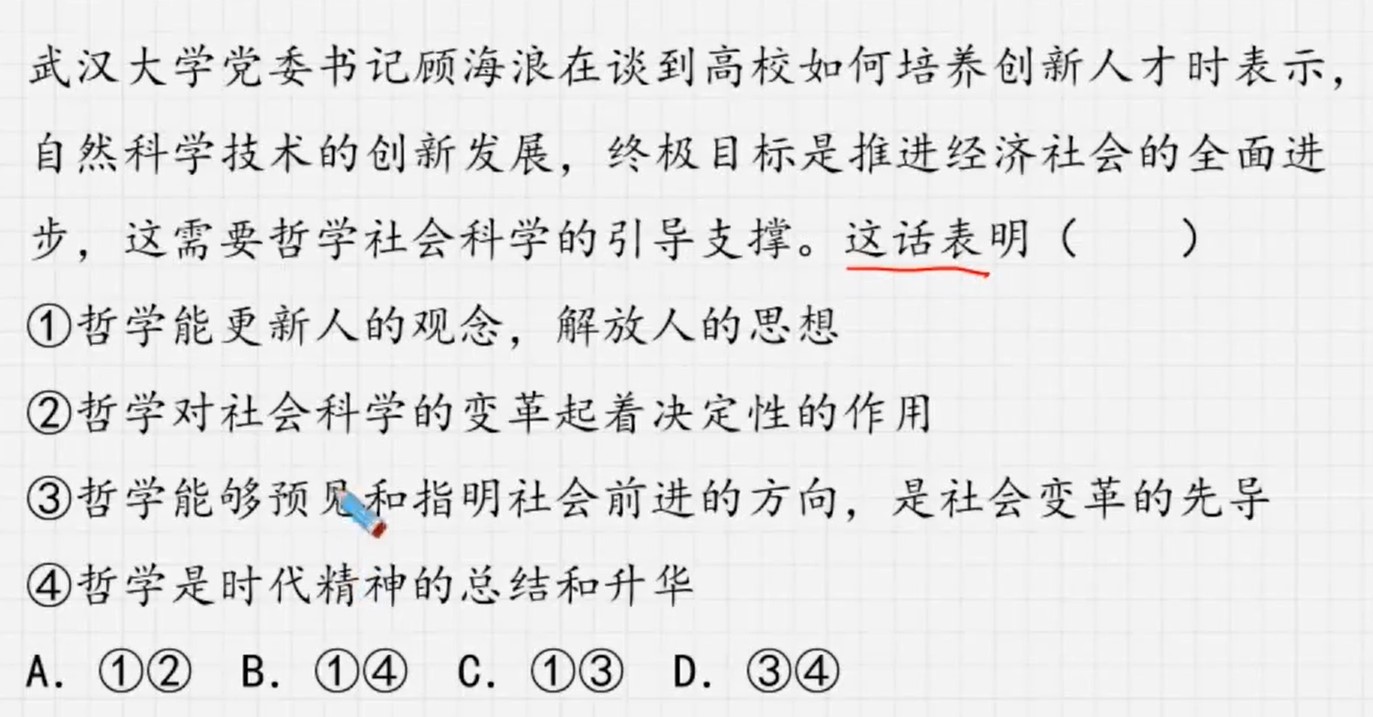 武汉大学党委书记顾海浪在谈到高校如何培养创新人才时表示，
自然科学技术的创新发展，终极目标是推进经济社会的全面进
步，这需要哲学社会科学的引导支撑。这话表明（　　）
①哲学能更新人的观念，解放人的思想
②哲学对社会科学的变革起着决定性的作用
③哲学能够预见和指明社会前进的方向，是社会变革的先导
④哲学是时代精神的总结和升华
A. ①② B. ①④ C. ①③ D. ③④